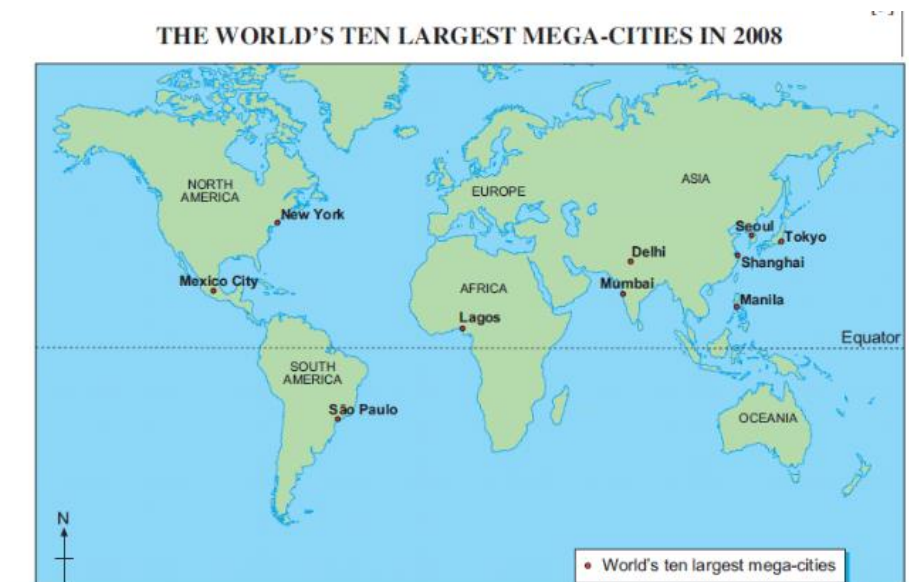 THE WORLD'S TEN LARGEST MEGA-CITIES IN 2008
NORTH
AMERICA
New York
Mexico City
EUROPE
ASIA
Seoul
Tokyo
Shanghai
Delhi
Mumbai
Manila
AFRICA
Lagos
Equator
SOUTH
AMERICA
São Paulo
OCEANIA
N
World's ten largest mega-cities